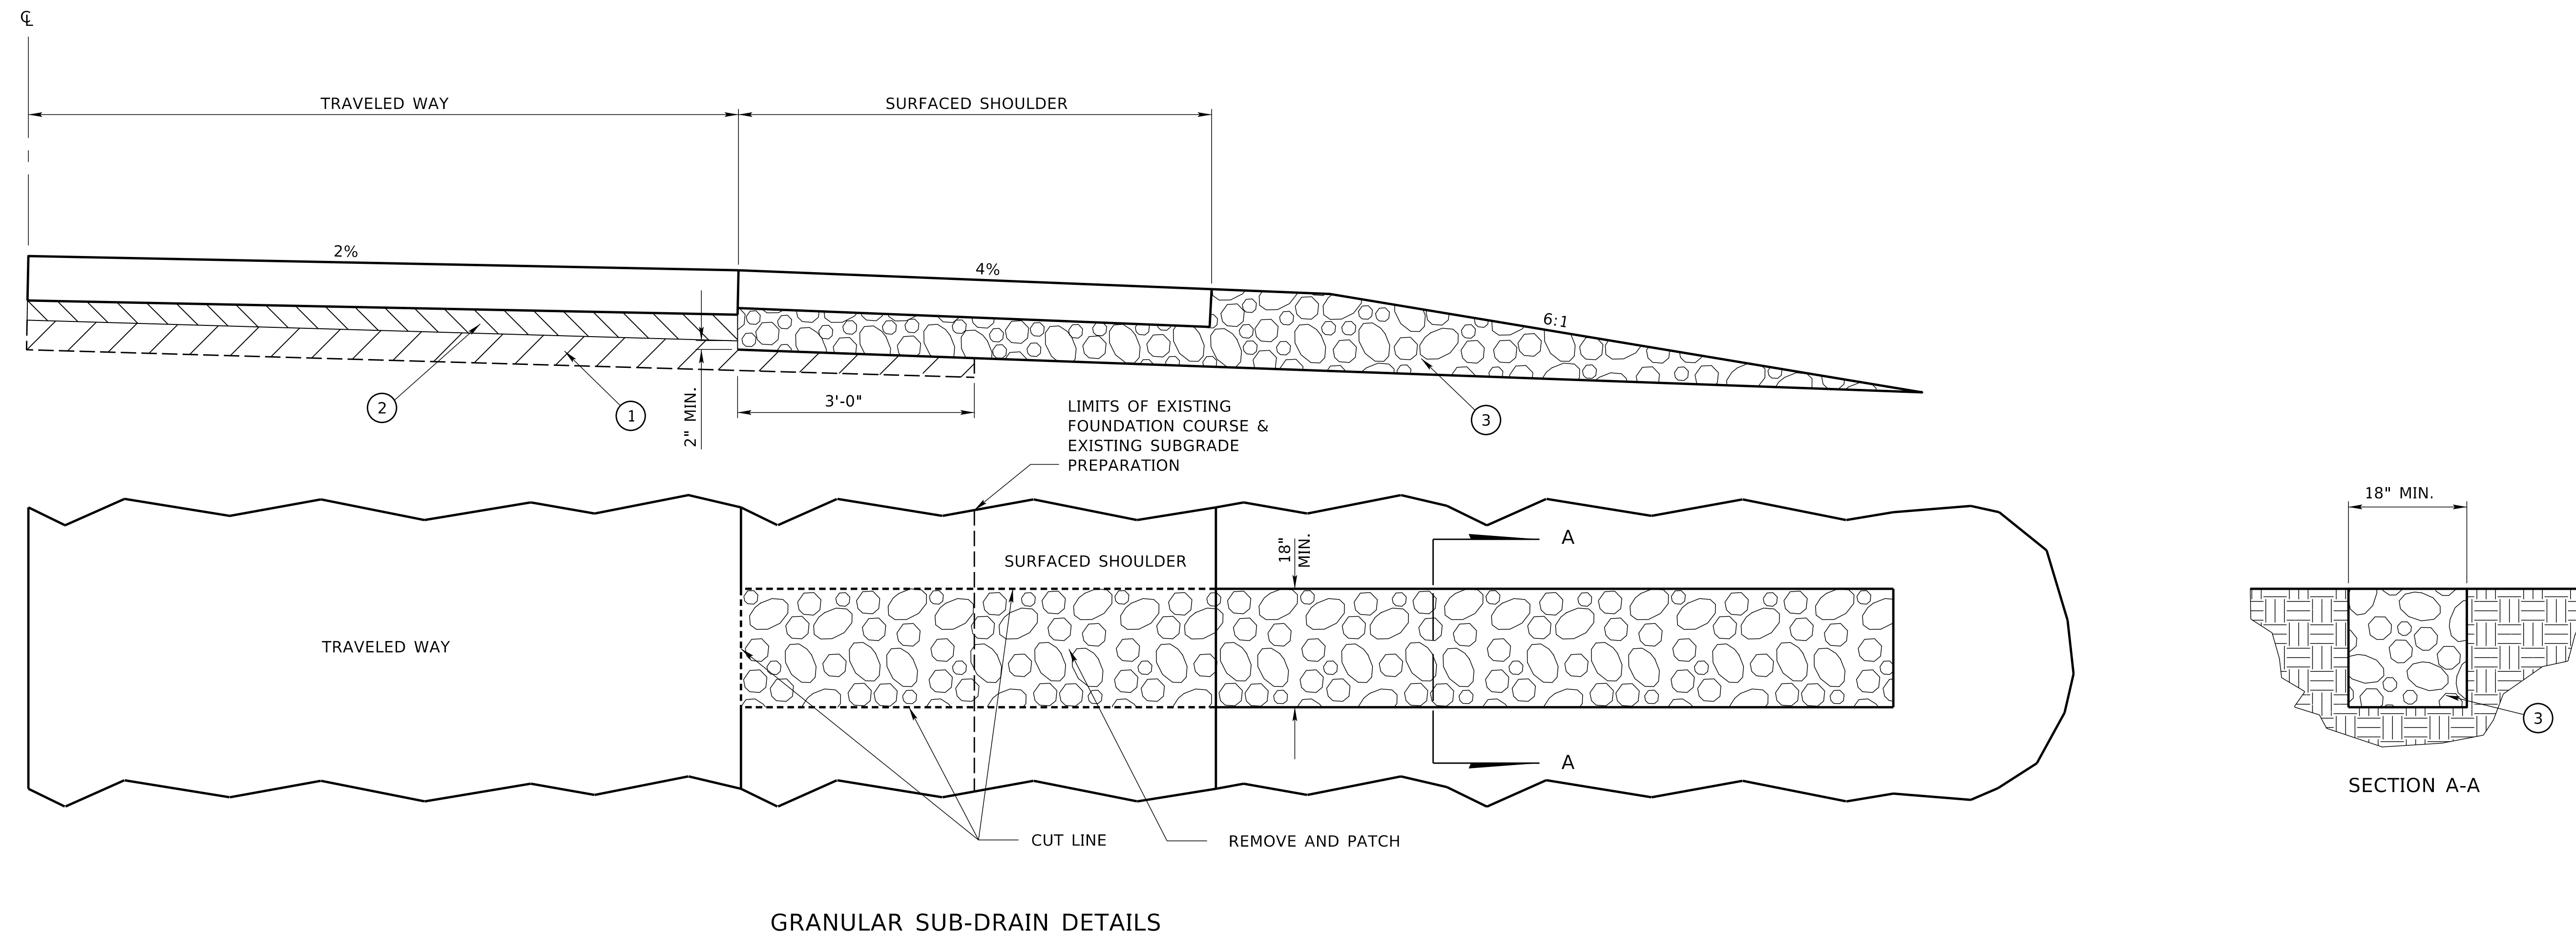 ℄
TRAVELED WAY
SURFACED SHOULDER
2%
4%
6:1
2
1
2" MIN.
3'-0"
3
LIMITS OF EXISTING
FOUNDATION COURSE &
EXISTING SUBGRADE
PREPARATION
18" MIN.
A
18"
MIN.
SURFACED SHOULDER
TRAVELED WAY
3
A
SECTION A-A
CUT LINE
REMOVE AND PATCH
GRANULAR SUB-DRAIN DETAILS